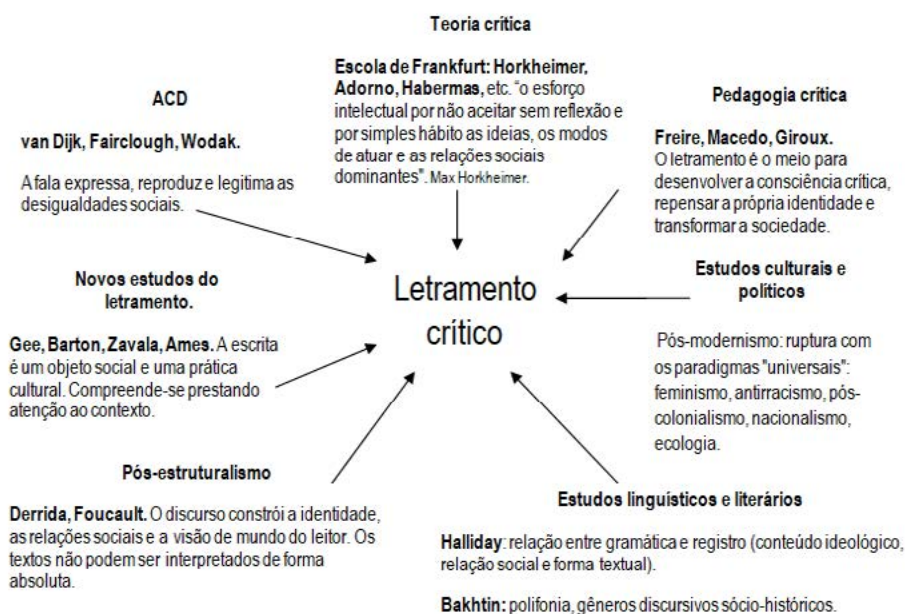 Teoria crítica
Escola de Frankfurt: Horkheimer,
Adorno, Habermas, etc. "o esforço
intelectual por não aceitar sem reflexão e
por simples hábito as ideias, os modos
de atuar e as relações sociais
dominantes". Max Horkheimer.
ACD
van Dijk, Fairclough, Wodak.
A fala expressa, reproduz e legitima as
desigualdades sociais.
Pedagogia crítica
Freire, Macedo, Giroux.
O letramento é o meio para
desenvolver a consciência crítica,
repensar a própria identidade e
transformar a sociedade.
Letramento
crítico
Novos estudos do
letramento.
Gee, Barton, Zavala, Ames. A escrita
é um objeto social e uma prática
cultural. Compreende-se prestando
atenção ao contexto.
Estudos culturais e
políticos
Pós-modernismo: ruptura com
os paradigmas "universais":
feminismo, antirracismo, pós-
colonialismo, nacionalismo,
ecologia.
Pós-estruturalismo
Derrida, Foucault. O discurso constrói a identidade,
as relações sociais e a visão de mundo do leitor. Os
textos não podem ser interpretados de forma
absoluta.
Estudos linguísticos e literários
Halliday: relação entre gramática e registro (conteúdo ideológico,
relação social e forma textual).
Bakhtin: polifonia, gêneros discursivos sócio-históricos.